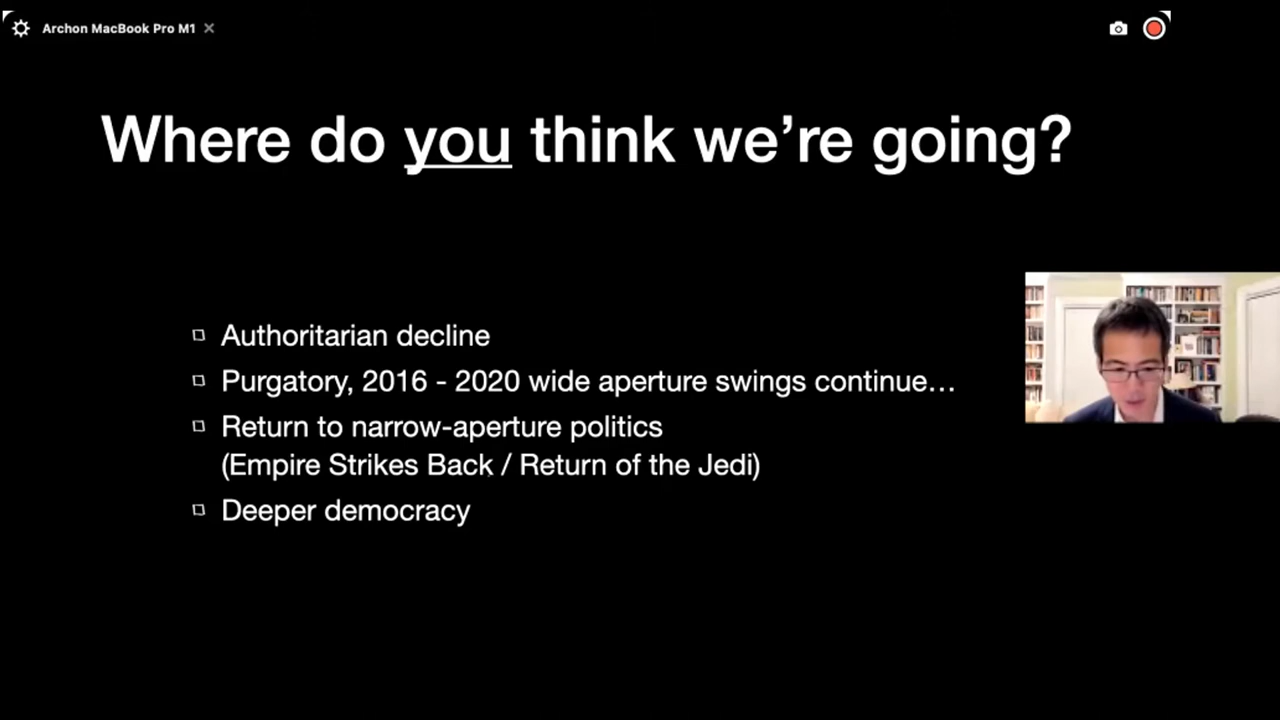 Archon MacBook Pro M1
Where do you think we're going?
Authoritarian decline
Purgatory, 2016 - 2020 wide aperture swings continue…
Return to narrow-aperture politics
(Empire Strikes Back / Return of the Jedi)
Deeper democracy